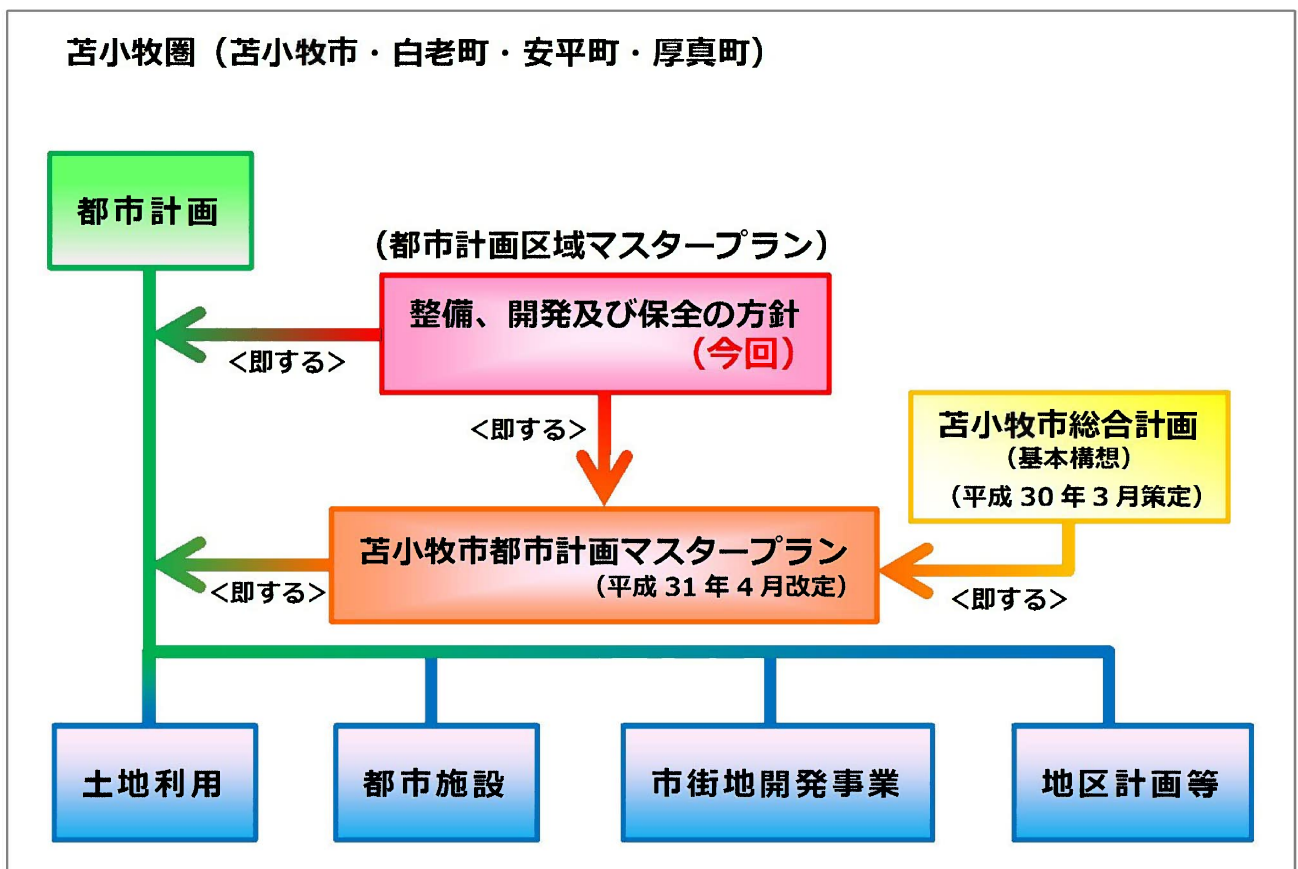 苫小牧圏（苫小牧市・白老町・安平町・厚真町）
都市計画
（都市計画区域マスタープラン）
整備、開発及び保全の方針
（今回）
＜即する＞
＜即する＞
苫小牧市総合計画
（基本構想）
（平成 30 年 3 月策定）
苫小牧市都市計画マスタープラン
（平成 31 年 4 月改定）
＜即する＞
＜即する＞
土地利用
都市施設
市街地開発事業
地区計画等